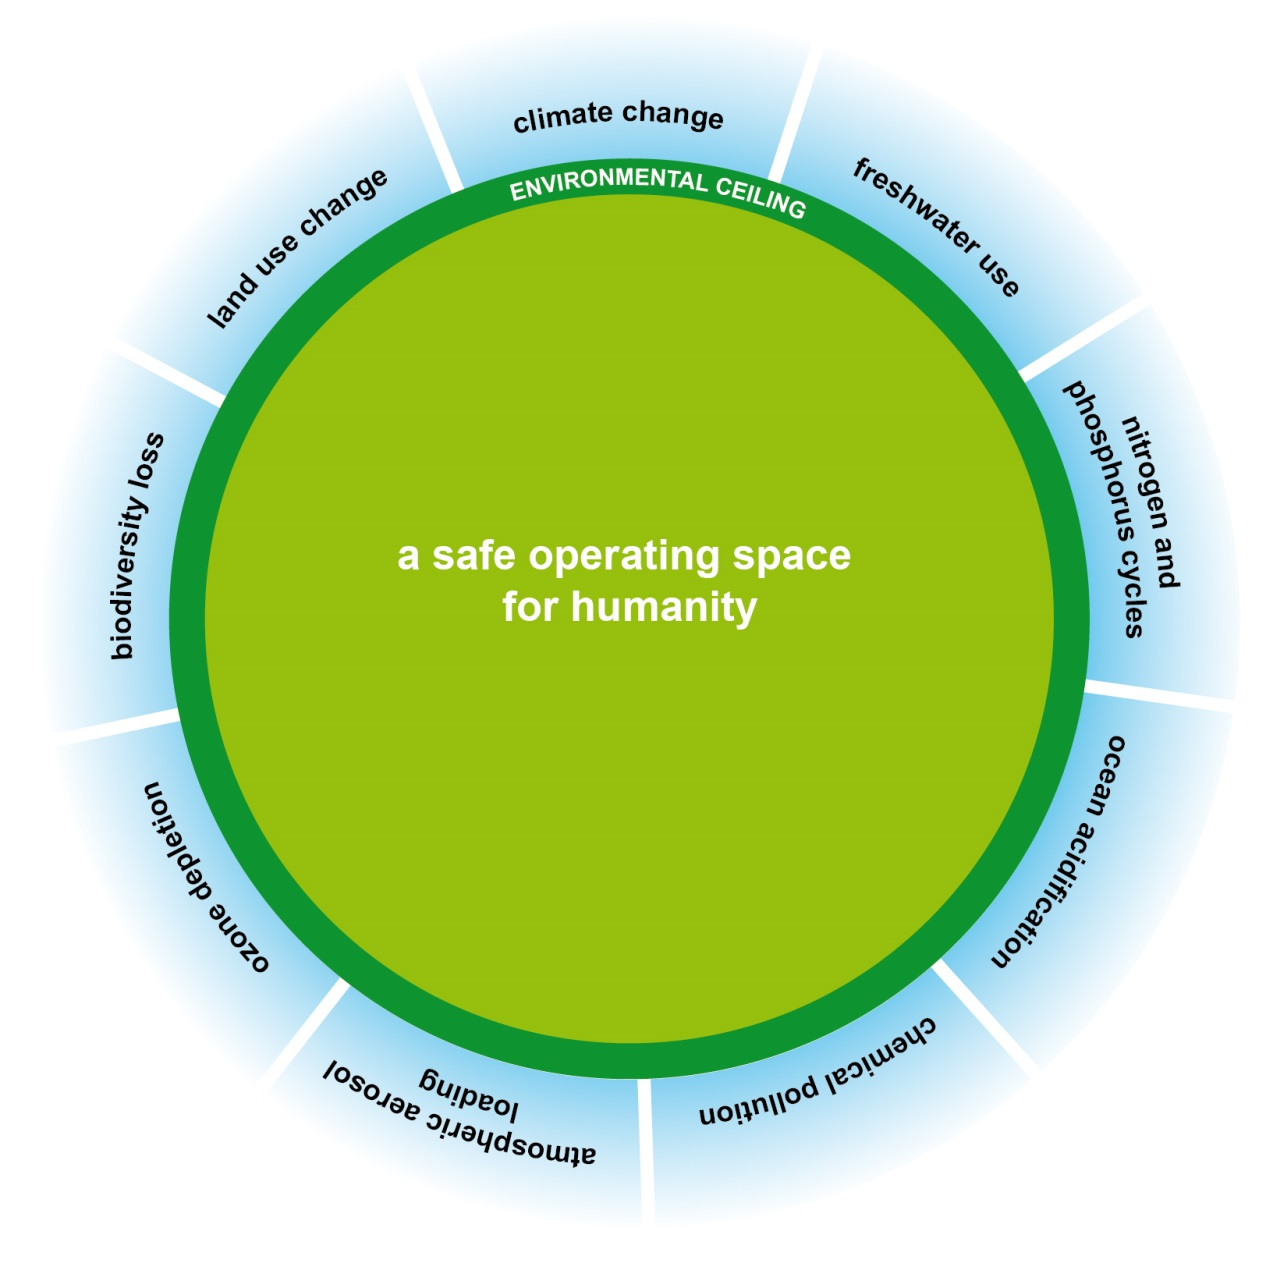 climate change
ENVIRONMENTAL CEILING
freshwater use
nitrogen and
phosphorus cycles
ocean acidification
chemical pollution
atmospheric aerosol
loading
ozone depletion
biodiversity loss
land use change
a safe operating space
for humanity